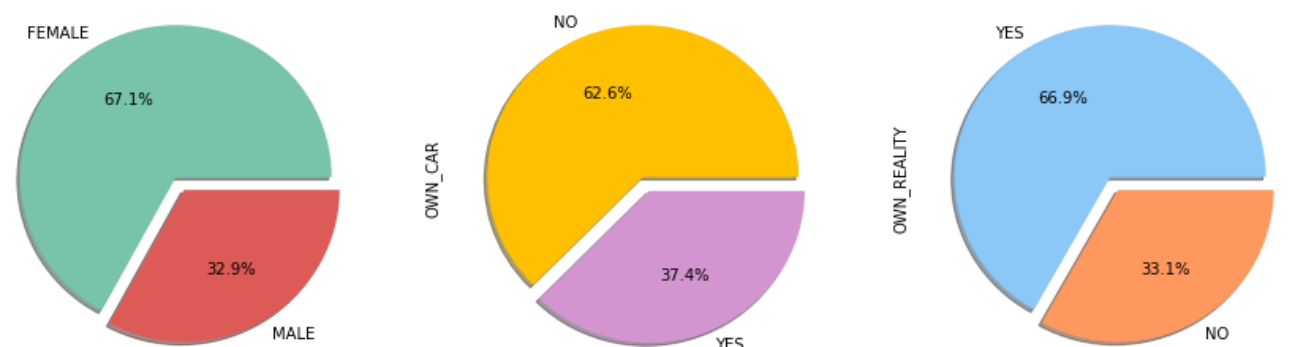 FEMALE
67.1%
32.9%
MALE
OWN_CAR
NO
62.6%
37.4%
YES
OWN_REALITY
YES
66.9%
33.1%
NO